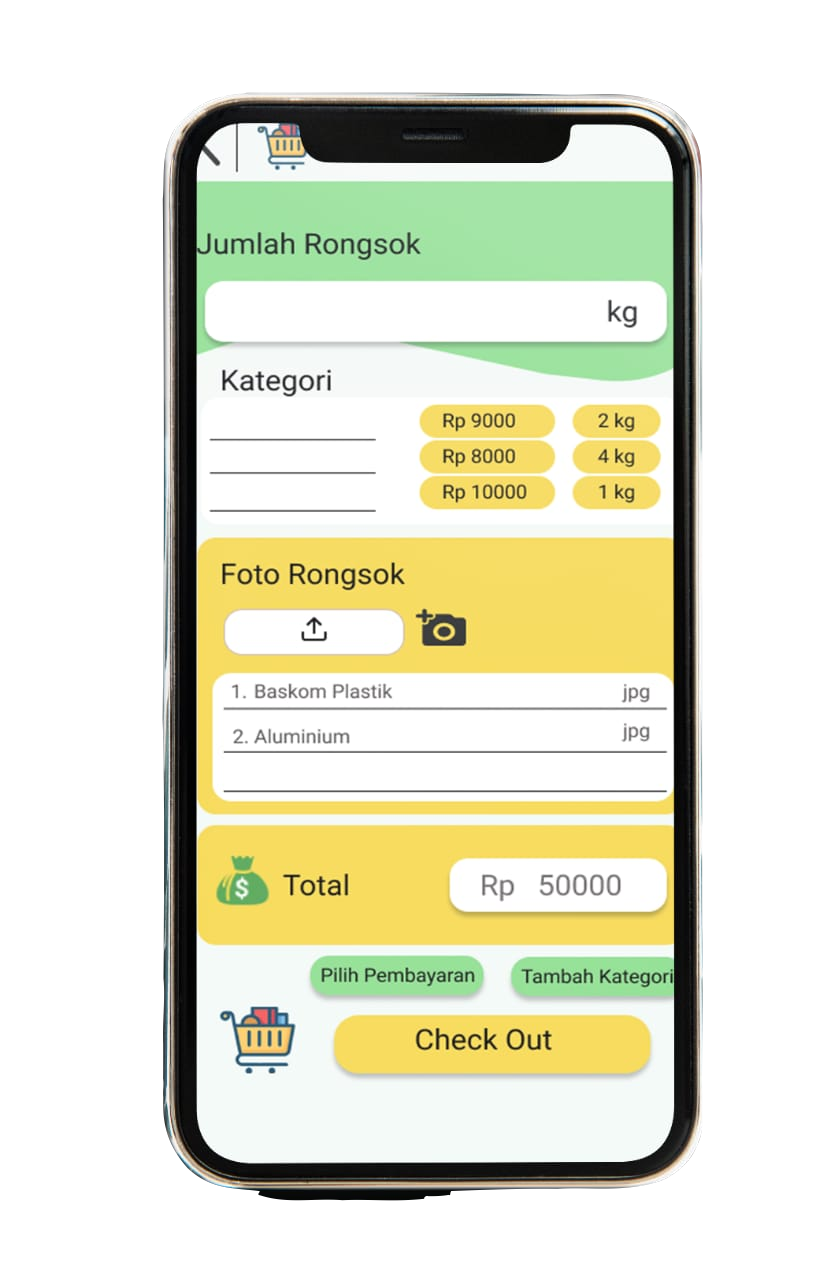 Jumlah Rongsok
kg
Kategori
Rp 9000 2 kg
Rp 8000 4 kg
Rp 10000 1 kg
Foto Rongsok
1. Baskom Plastik jpg
2. Aluminium jpg
$ Total Rp 50000
Pilih Pembayaran Tambah Kategori
Check Out